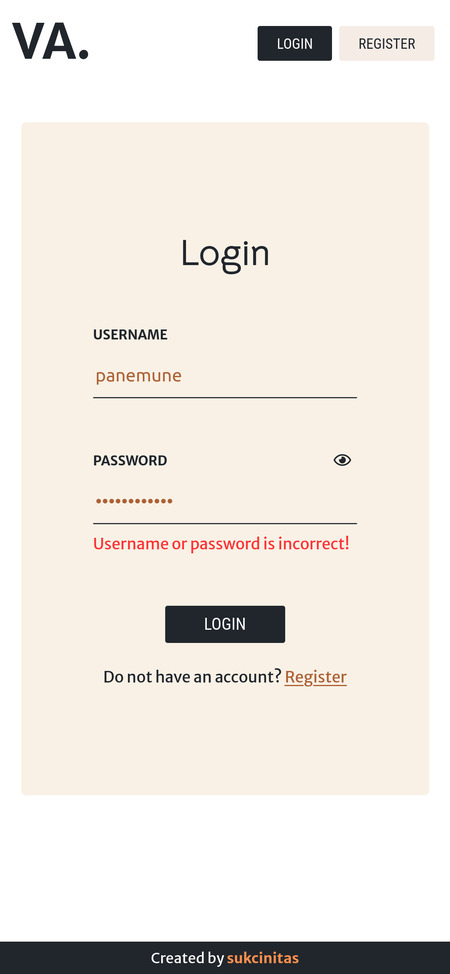 VA.
LOGIN
REGISTER
Login
USERNAME
panemune
PASSWORD
••••••••••••
Username or password is incorrect!
LOGIN
Do not have an account? Register
Created by sukcinitas